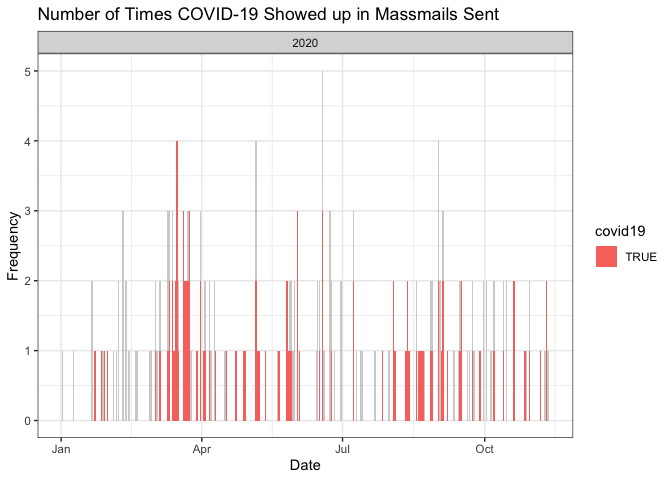 Number of Times COVID-19 Showed up in Massmails Sent
2020
5
4
3
2
1
0
Frequency
Jan Apr Jul Oct
Date
covid19
TRUE